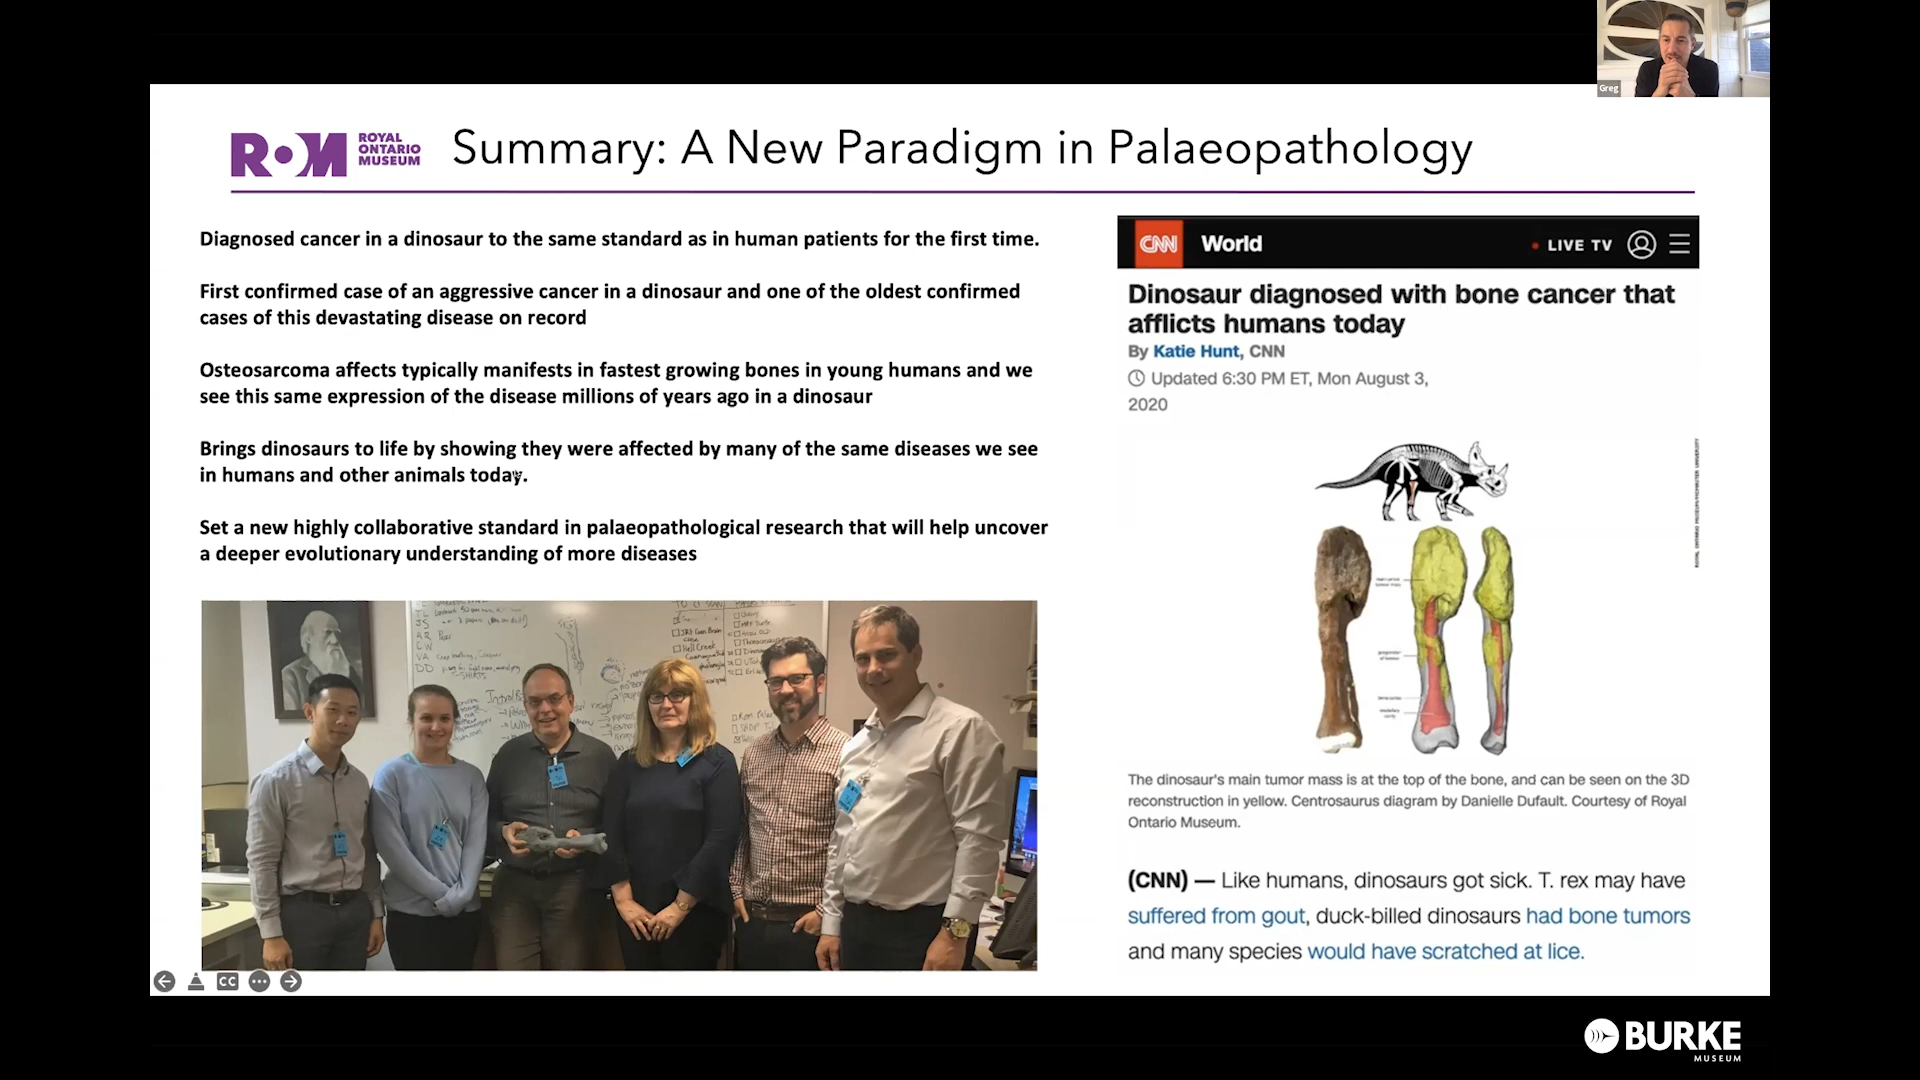 Greg
ROM ROYAL ONTARIO MUSEUM
Summary: A New Paradigm in Palaeopathology
Diagnosed cancer in a dinosaur to the same standard as in human patients for the first time.
First confirmed case of an aggressive cancer in a dinosaur and one of the oldest confirmed
cases of this devastating disease on record
Osteosarcoma affects typically manifests in fastest growing bones in young humans and we
see this same expression of the disease millions of years ago in a dinosaur
Brings dinosaurs to life by showing they were affected by many of the same diseases we see
in humans and other animals today.
Set a new highly collaborative standard in palaeopathological research that will help uncover
a deeper evolutionary understanding of more diseases
CNN World LIVE TV
Dinosaur diagnosed with bone cancer that
afflicts humans today
By Katie Hunt, CNN
Updated 6:30 PM ET, Mon August 3,
2020
The dinosaur's main tumor mass is at the top of the bone, and can be seen on the 3D
reconstruction in yellow. Centrosaurus diagram by Danielle Dufault. Courtesy of Royal
Ontario Museum.
(CNN) — Like humans, dinosaurs got sick. T. rex may have
suffered from gout, duck-billed dinosaurs had bone tumors
and many species would have scratched at lice.
CC
BURKE
MUSEUM